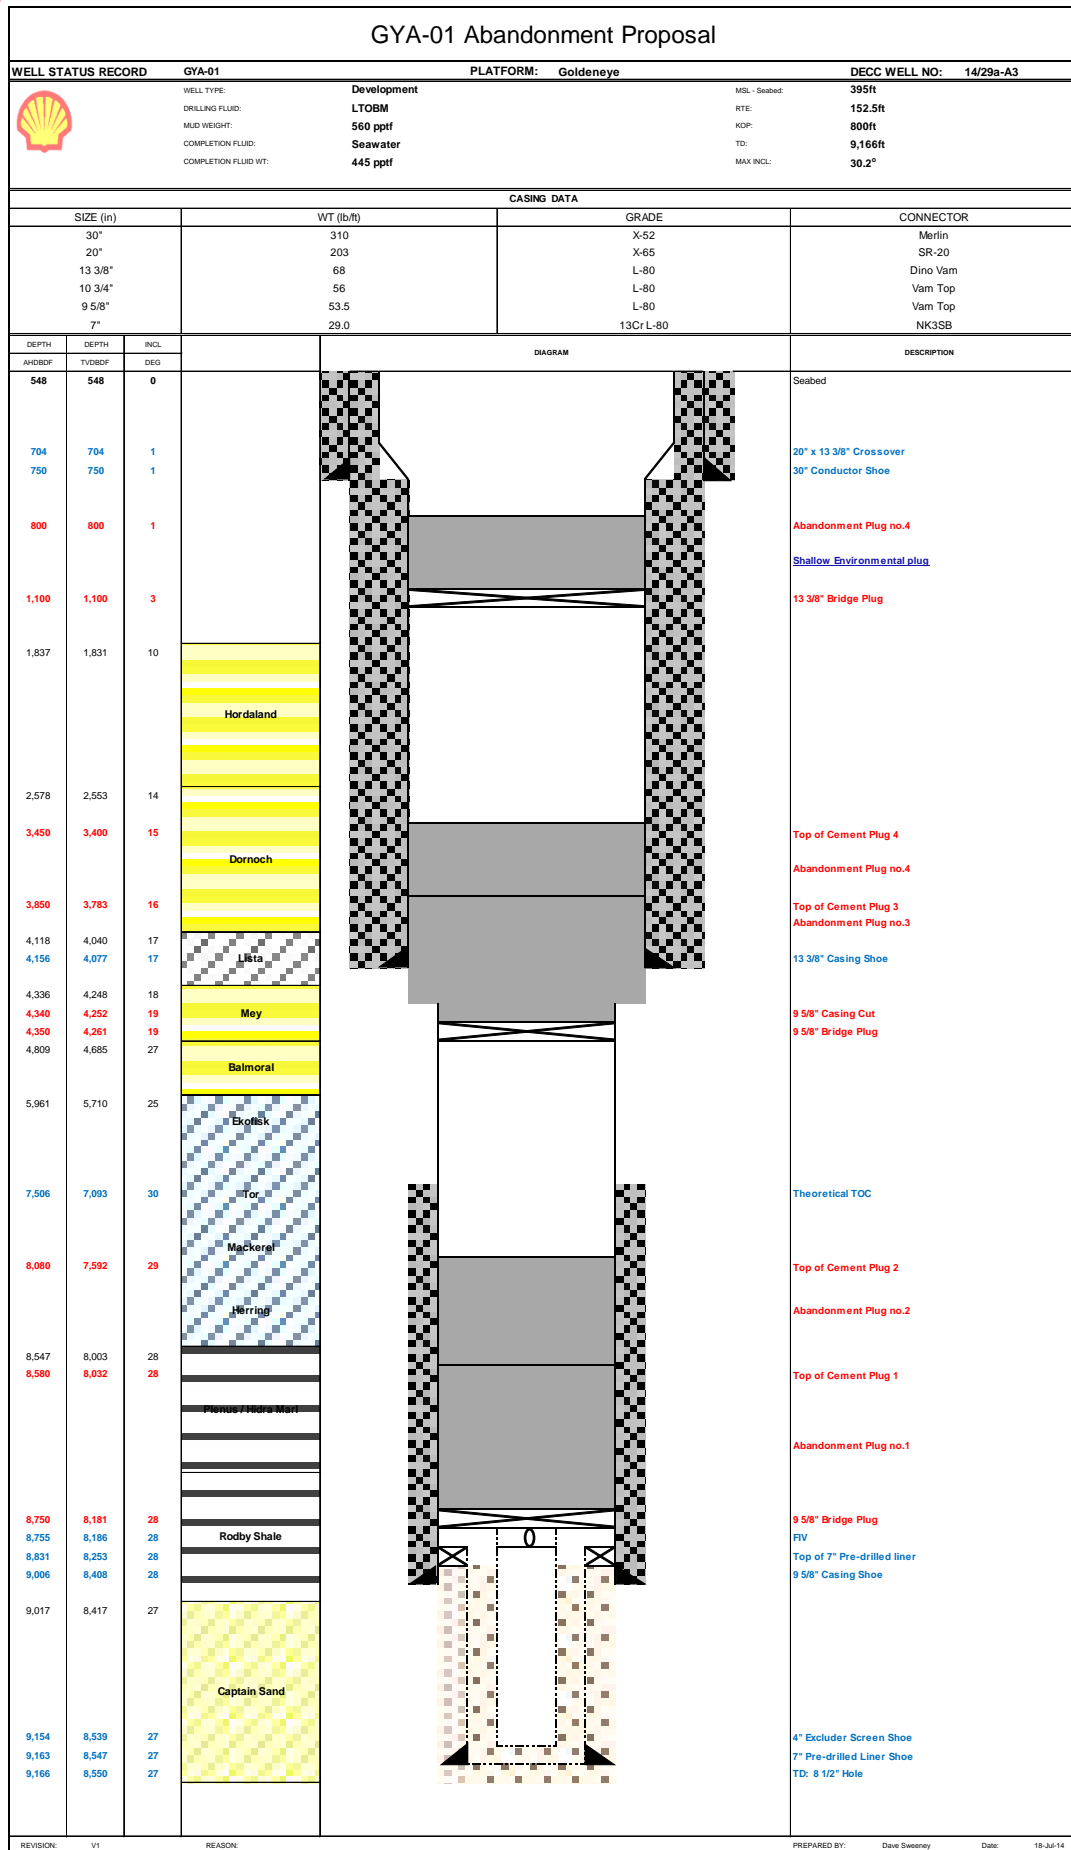 GYA-01 Abandonment Proposal
WELL STATUS RECORD GYA-01 PLATFORM: Goldeneye DECC WELL NO: 14/29a-A3
WELL TYPE: Development MSL - Seabed: 395ft
DRILLING FLUID: LTOBM RTE: 152.5ft
MUD WEIGHT: 560 pptf KOP: 800ft
COMPLETION FLUID: Seawater TD: 9,166ft
COMPLETION FLUID WT: 445 pptf MAX INCL: 30.2°
CASING DATA
SIZE (in) WT (lb/ft) GRADE CONNECTOR
30" 310 X-52 Merlin
20" 203 X-65 SR-20
13 3/8" 68 L-80 Dino Vam
10 3/4" 56 L-80 Vam Top
9 5/8" 53.5 L-80 Vam Top
7" 29.0 13Cr L-80 NK3SB
DEPTH DEPTH INCL DIAGRAM DESCRIPTION
AHDBDF TVDBDF DEG
548 548 0 Seabed
704 704 1 20" x 13 3/8" Crossover
750 750 1 30" Conductor Shoe
800 800 1 Abandonment Plug no.4
Shallow Environmental plug
1,100 1,100 3 13 3/8" Bridge Plug
1,837 1,831 10
Hordaland
2,578 2,553 14
3,450 3,400 15 Top of Cement Plug 4
Dornoch
Abandonment Plug no.4
3,850 3,783 16 Top of Cement Plug 3
Abandonment Plug no.3
4,118 4,040 17
4,156 4,077 17 Lista 13 3/8" Casing Shoe
4,336 4,248 18
4,340 4,252 19 Mey 9 5/8" Casing Cut
4,350 4,261 19 9 5/8" Bridge Plug
4,809 4,685 27
Balmoral
5,961 5,710 25
Ekofisk
7,506 7,093 30 Tor Theoretical TOC
Mackerel
8,080 7,592 29 Top of Cement Plug 2
Herring Abandonment Plug no.2
8,547 8,003 28
8,580 8,032 28 Top of Cement Plug 1
Plenus / Hidra Marl
Abandonment Plug no.1
8,750 8,181 28 9 5/8" Bridge Plug
8,755 8,186 28 Rodby Shale FIV
8,831 8,253 28 Top of 7" Pre-drilled liner
9,006 8,408 28 9 5/8" Casing Shoe
9,017 8,417 27
Captain Sand
9,154 8,539 27 4" Excluder Screen Shoe
9,163 8,547 27 7" Pre-drilled Liner Shoe
9,166 8,550 27 TD: 8 1/2" Hole
REVISION: V1 REASON: PREPARED BY: Dave Sweeney Date: 18-Jul-14